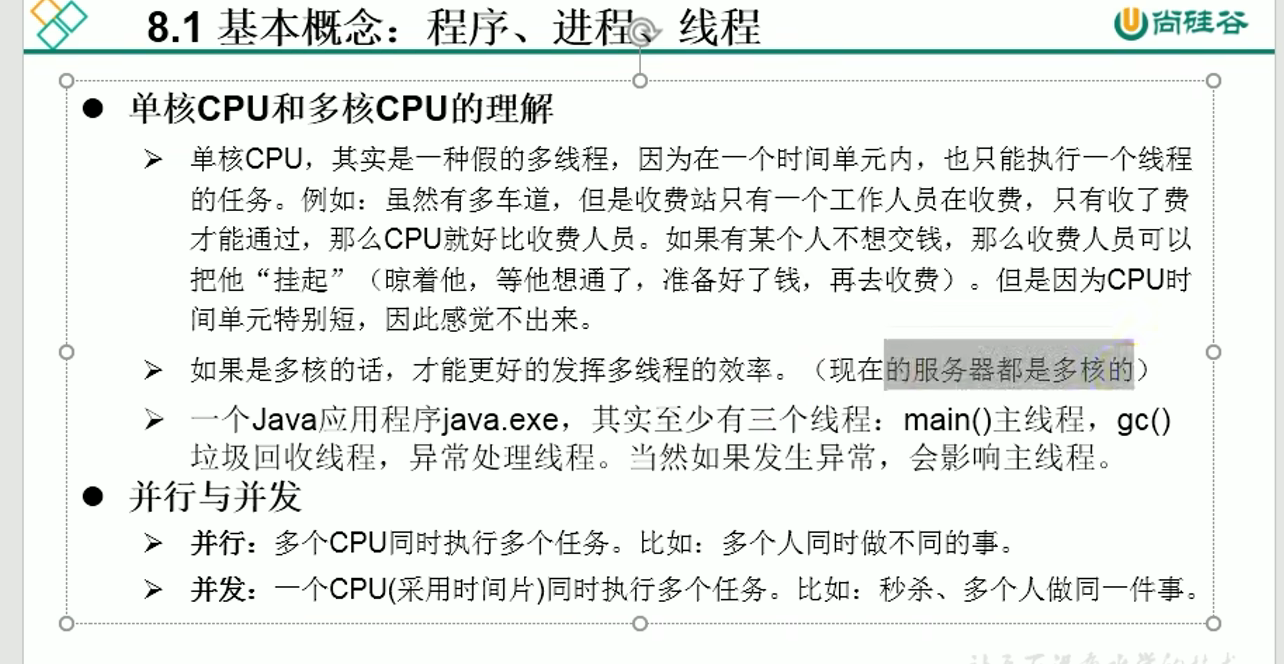 8.1 基本概念：程序、进程、线程
尚硅谷
单核CPU和多核CPU的理解
单核CPU，其实是一种假的多线程，因为在一个时间单元内，也只能执行一个线程
的任务。例如：虽然有多车道，但是收费站只有一个工作人员在收费，只有收了费
才能通过，那么CPU就好比收费人员。如果有某个人不想交钱，那么收费人员可以
把他“挂起”（晾着他，等他想通了，准备好了钱，再去收费）。但是因为CPU时
间单元特别短，因此感觉不出来。
如果是多核的话，才能更好的发挥多线程的效率。（现在的服务器都是多核的）
一个Java应用程序java.exe，其实至少有三个线程：main()主线程，gc()
垃圾回收线程，异常处理线程。当然如果发生异常，会影响主线程。
并行与并发
并行：多个CPU同时执行多个任务。比如：多个人同时做不同的事。
并发：一个CPU(采用时间片)同时执行多个任务。比如：秒杀、多个人做同一件事。